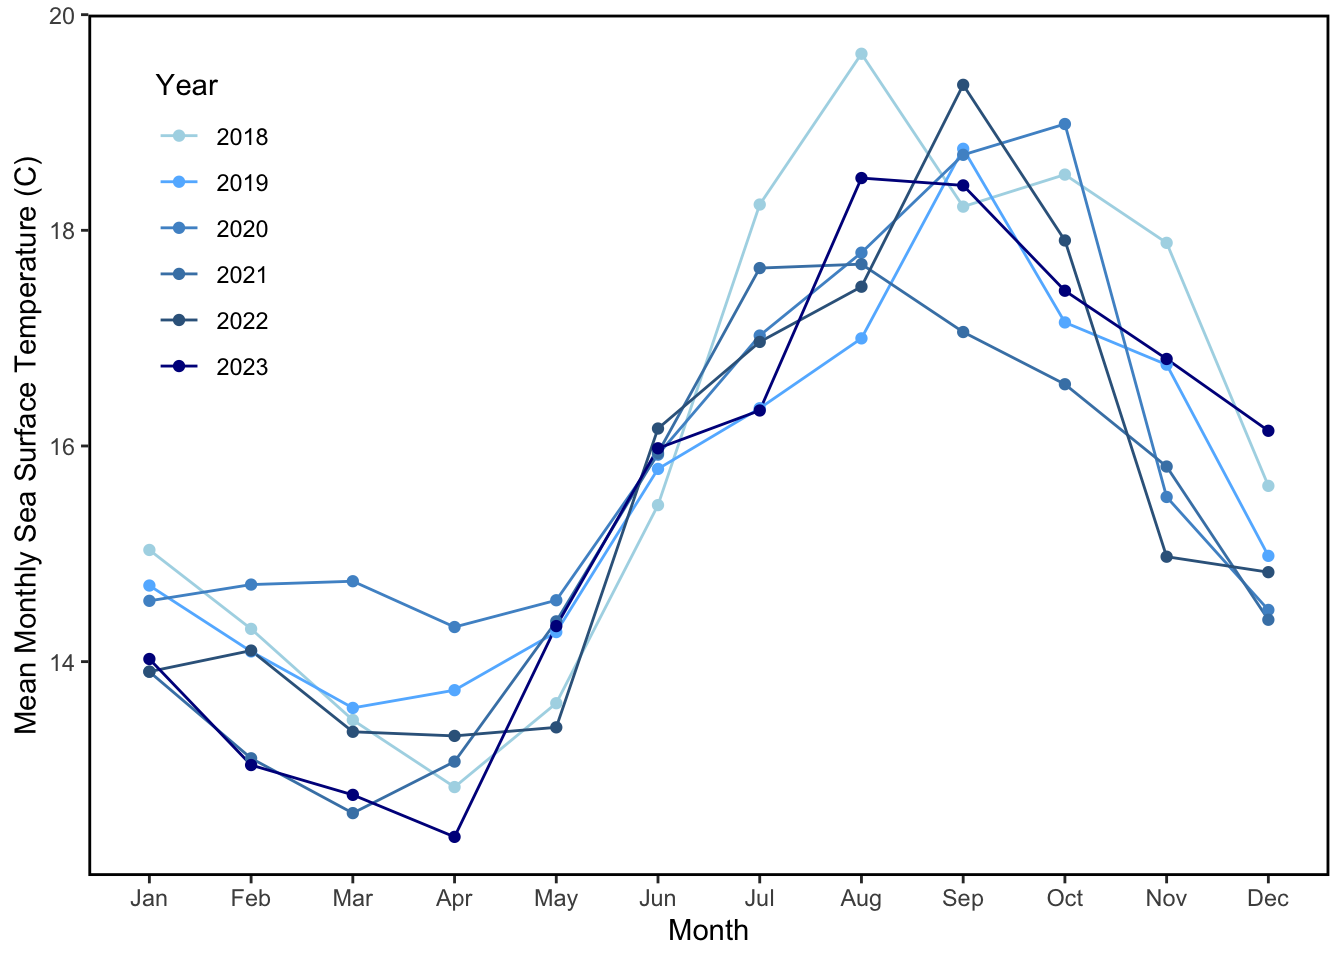 Year
2018
2019
2020
2021
2022
2023
Mean Monthly Sea Surface Temperature (C)
20
18
16
14
Jan Feb Mar Apr May Jun Jul Aug Sep Oct Nov Dec
Month